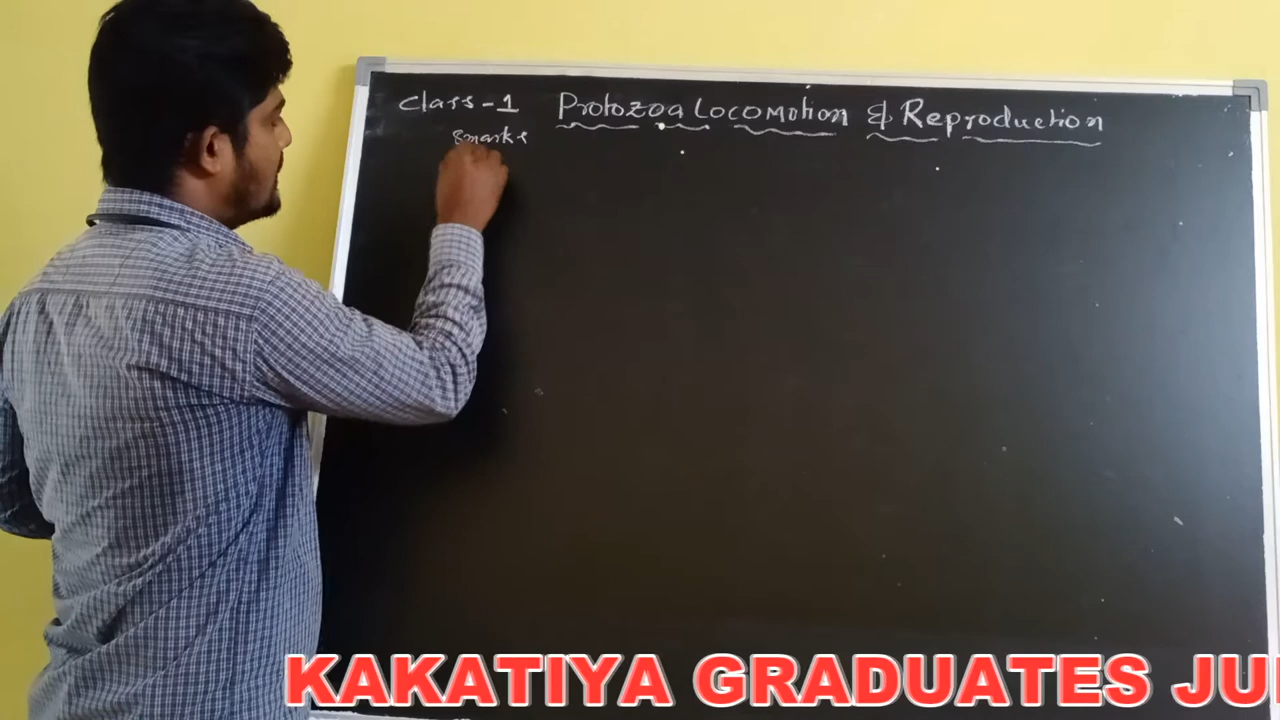 Class-1 Protozoa Locomotion & Reproduction
8marks
KAKATIYA GRADUATES JU